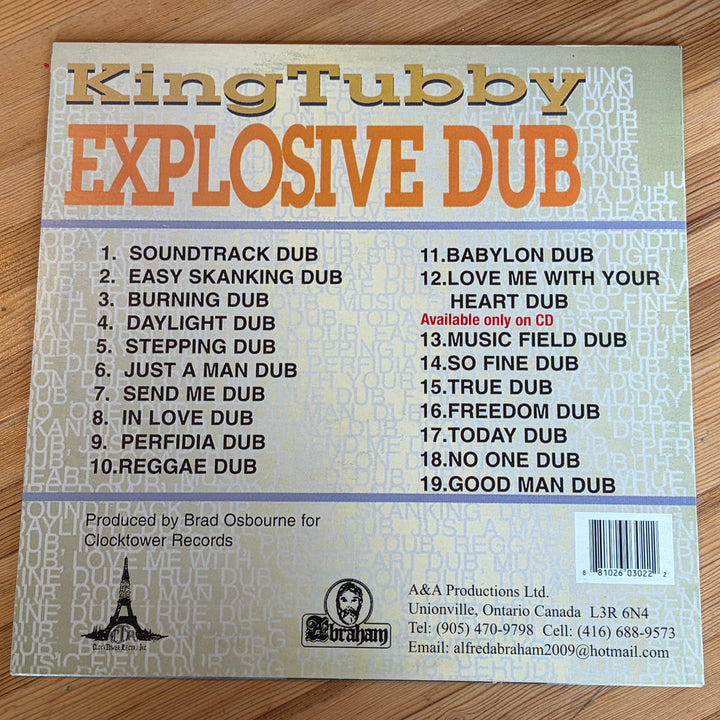 King Tubby
EXPLOSIVE DUB
1. SOUNDTRACK DUB
2. EASY SKANKING DUB
3. BURNING DUB
4. DAYLIGHT DUB
5. STEPPING DUB
6. JUST A MAN DUB
7. SEND ME DUB
8. IN LOVE DUB
9. PERFIDIA DUB
10.REGGAE DUB
11.BABYLON DUB
12.LOVE ME WITH YOUR
HEART DUB
Available only on CD
13.MUSIC FIELD DUB
14.SO FINE DUB
15.TRUE DUB
16.FREEDOM DUB
17.TODAY DUB
18.NO ONE DUB
19.GOOD MAN DUB
Produced by Brad Osbourne for
Clocktower Records
Abraham
A&A Productions Ltd.
Unionville, Ontario Canada L3R 6N4
Tel: (905) 470-9798 Cell: (416) 688-9573
Email: alfredabraham2009@hotmail.com
8 81026 03022 2